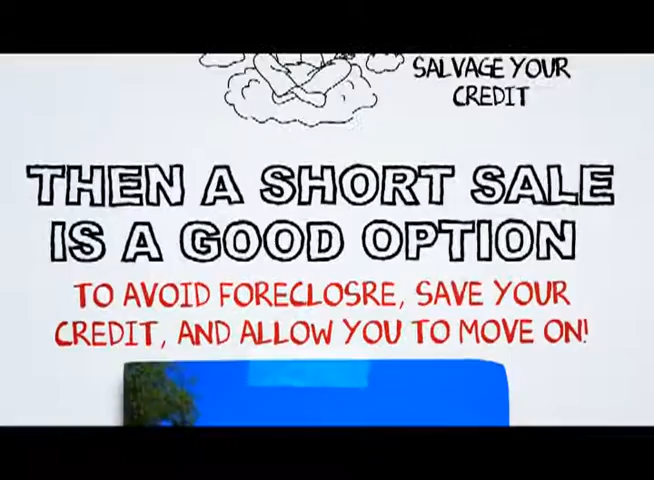 SALVAGE YOUR
CREDIT
THEN A SHORT SALE
IS A GOOD OPTION
TO AVOID FORECLOSRE, SAVE YOUR
CREDIT, AND ALLOW YOU TO MOVE ON!